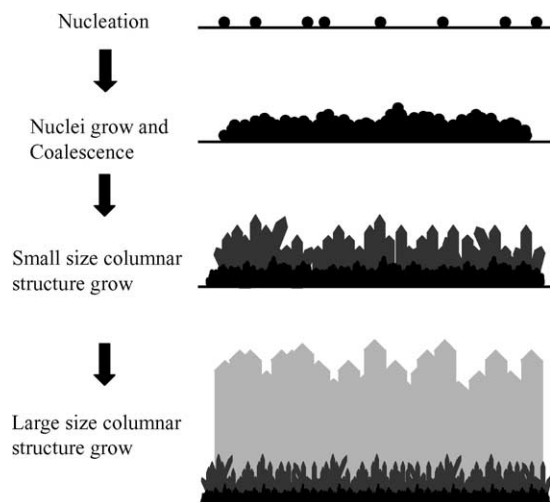 Nucleation
Nuclei grow and
Coalescence
Small size columnar
structure grow
Large size columnar
structure grow